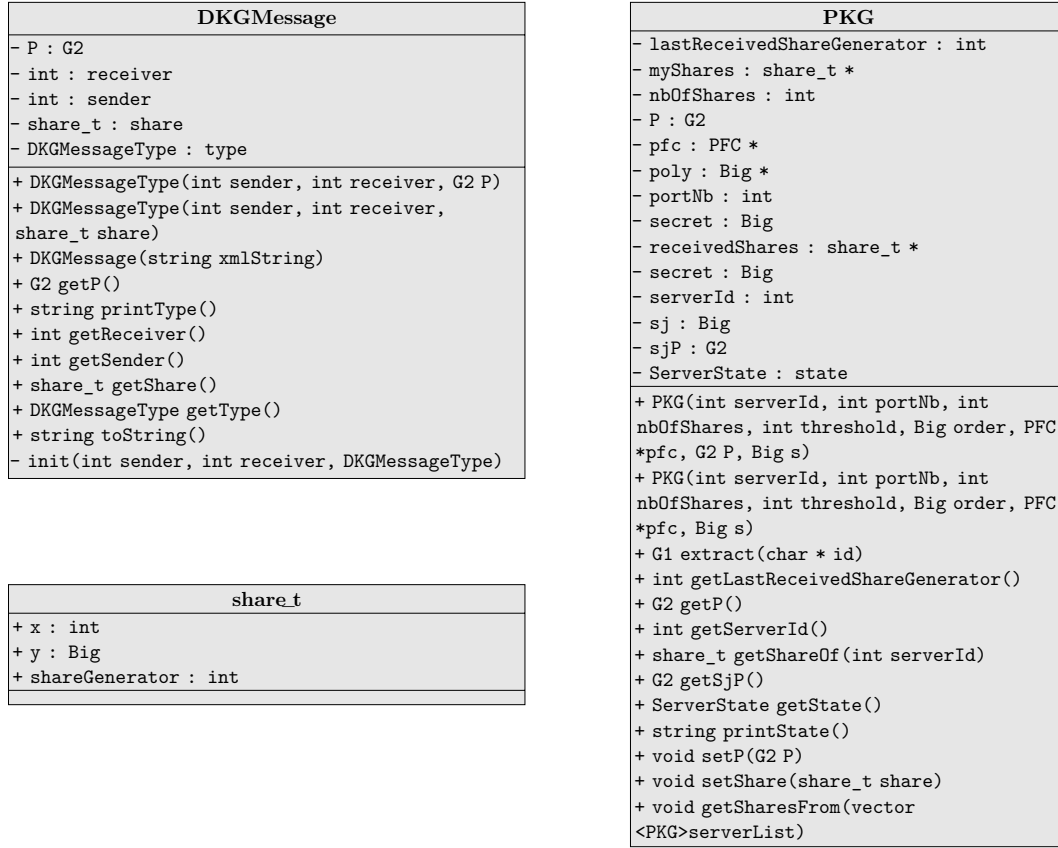 DKGMessage
- P : G2
- int : receiver
- int : sender
- share_t : share
- DKGMessageType : type
+ DKGMessageType(int sender, int receiver, G2 P)
+ DKGMessageType(int sender, int receiver,
share_t share)
+ DKGMessage(string xmlString)
+ G2 getP()
+ string printType()
+ int getReceiver()
+ int getSender()
+ share_t getShare()
+ DKGMessageType getType()
+ string toString()
- init(int sender, int receiver, DKGMessageType)
share_t
+ x : int
+ y : Big
+ shareGenerator : int
PKG
- lastReceivedShareGenerator : int
- myShares : share_t *
- nbOfShares : int
- P : G2
- pfc : PFC *
- poly : Big *
- portNb : int
- secret : Big
- receivedShares : share_t *
- secret : Big
- serverId : int
- sj : Big
- sjP : G2
- ServerState : state
+ PKG(int serverId, int portNb, int
nbOfShares, int threshold, Big order, PFC
*pfc, G2 P, Big s)
+ PKG(int serverId, int portNb, int
nbOfShares, int threshold, Big order, PFC
*pfc, Big s)
+ G1 extract(char * id)
+ int getLastReceivedShareGenerator()
+ G2 getP()
+ int getServerId()
+ share_t getShareOf(int serverId)
+ G2 getSjP()
+ ServerState getState()
+ string printState()
+ void setP(G2 P)
+ void setShare(share_t share)
+ void getSharesFrom(vector
<PKG>serverList)